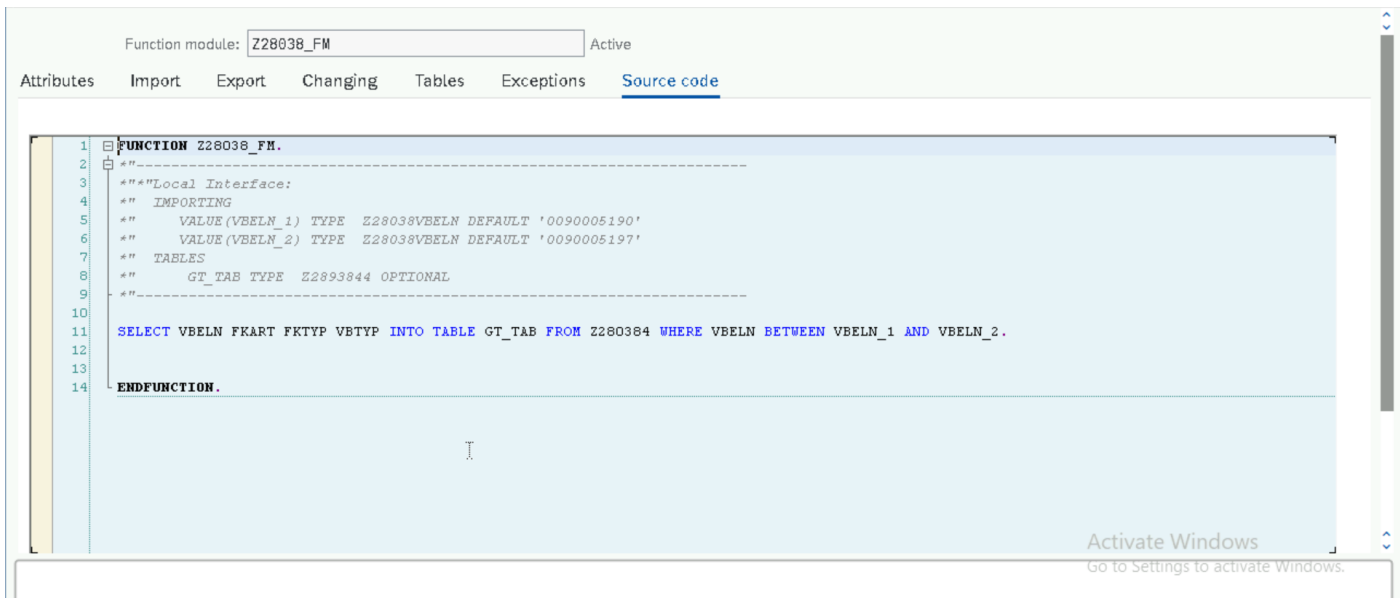 Function module: Z28038_FM Active
Attributes Import Export Changing Tables Exceptions Source code
1 FUNCTION Z28038_FM.
2 *"----------------------------------------------------------------------
3 *"*"Local Interface:
4 *"  IMPORTING
5 *"     VALUE(VBELN_1) TYPE  Z28038VBELN DEFAULT '0090005190'
6 *"     VALUE(VBELN_2) TYPE  Z28038VBELN DEFAULT '0090005197'
7 *"  TABLES
8 *"      GT_TAB TYPE  Z2893844 OPTIONAL
9 *"----------------------------------------------------------------------
10
11 SELECT VBELN FKART FKTYP VBTYP INTO TABLE GT_TAB FROM Z280384 WHERE VBELN BETWEEN VBELN_1 AND VBELN_2.
12
13
14 ENDFUNCTION.
Activate Windows
Go to Settings to activate Windows.